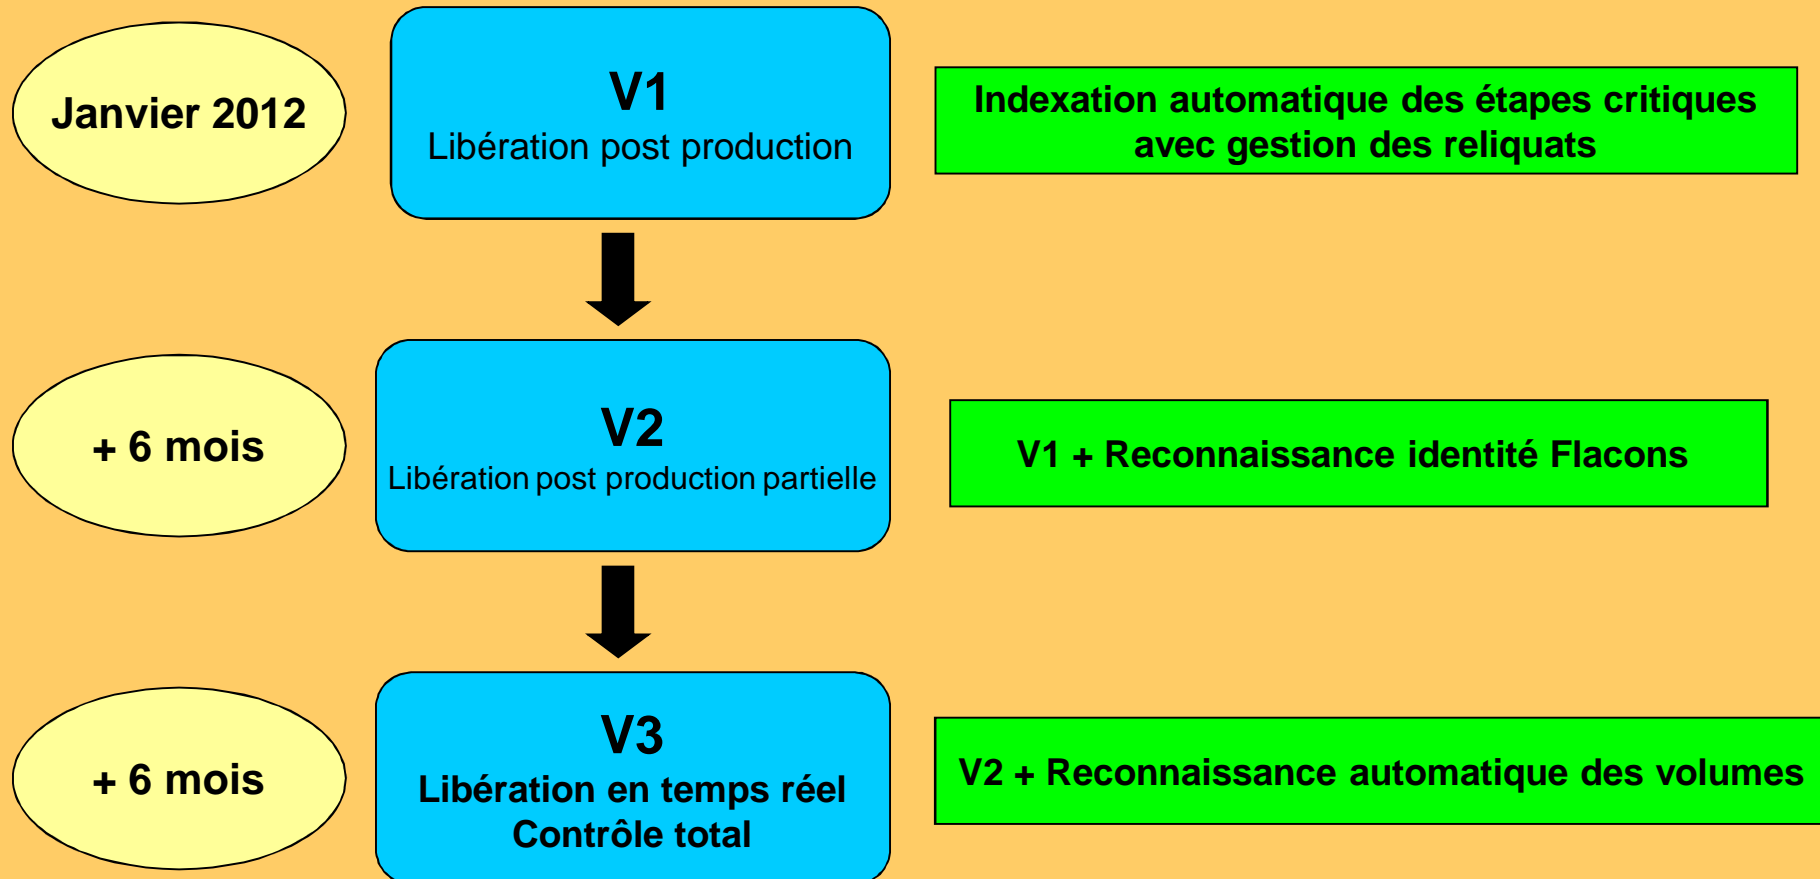 Janvier 2012
V1
Libération post production
Indexation automatique des étapes critiques
avec gestion des reliquats
+ 6 mois
V2
Libération post production partielle
V1 + Reconnaissance identité Flacons
+ 6 mois
V3
Libération en temps réel
Contrôle total
V2 + Reconnaissance automatique des volumes